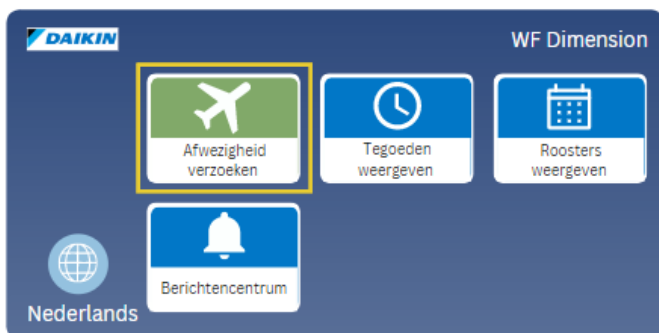 DAIKIN
WF Dimension
Afwezigheid
verzoeken
Tegoeden
weergeven
Roosters
weergeven
Berichtencentrum
Nederlands